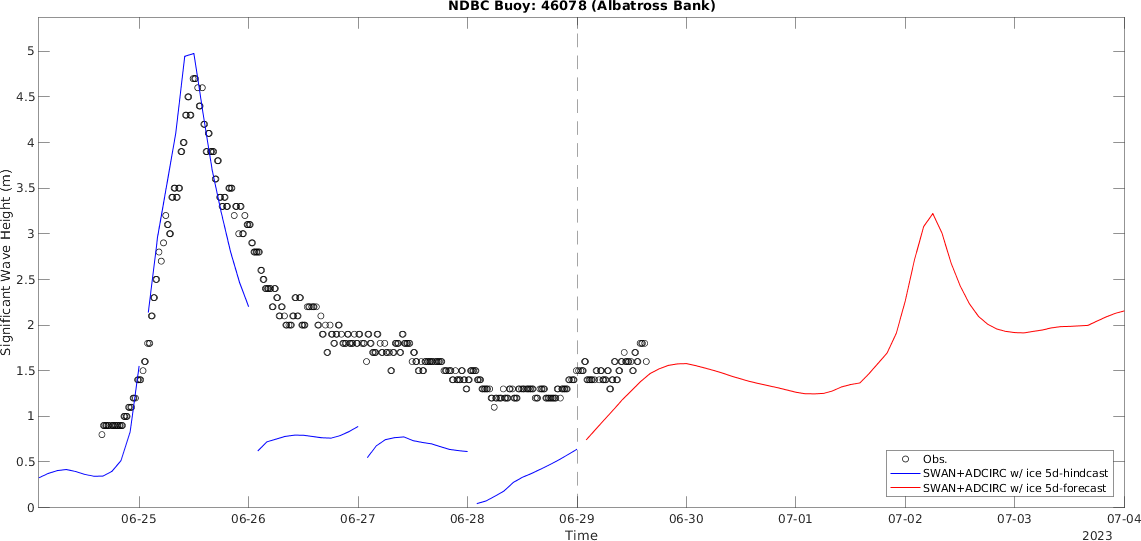 NDBC Buoy: 46078 (Albatross Bank)
Significant Wave Height (m)
5
4.5
4
3.5
3
2.5
2
1.5
1
0.5
0
Obs.
SWAN+ADCIRC w/ ice 5d-hindcast
SWAN+ADCIRC w/ ice 5d-forecast
06-25 06-26 06-27 06-28 06-29 06-30 07-01 07-02 07-03 07-04
Time
2023